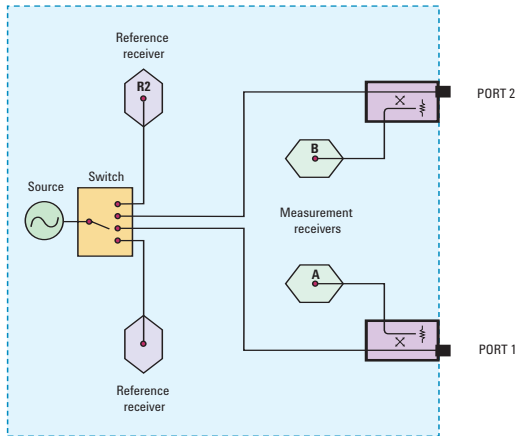 Reference
receiver
R2
PORT 2
B
Source
Switch
Measurement
receivers
A
PORT 1
Reference
receiver